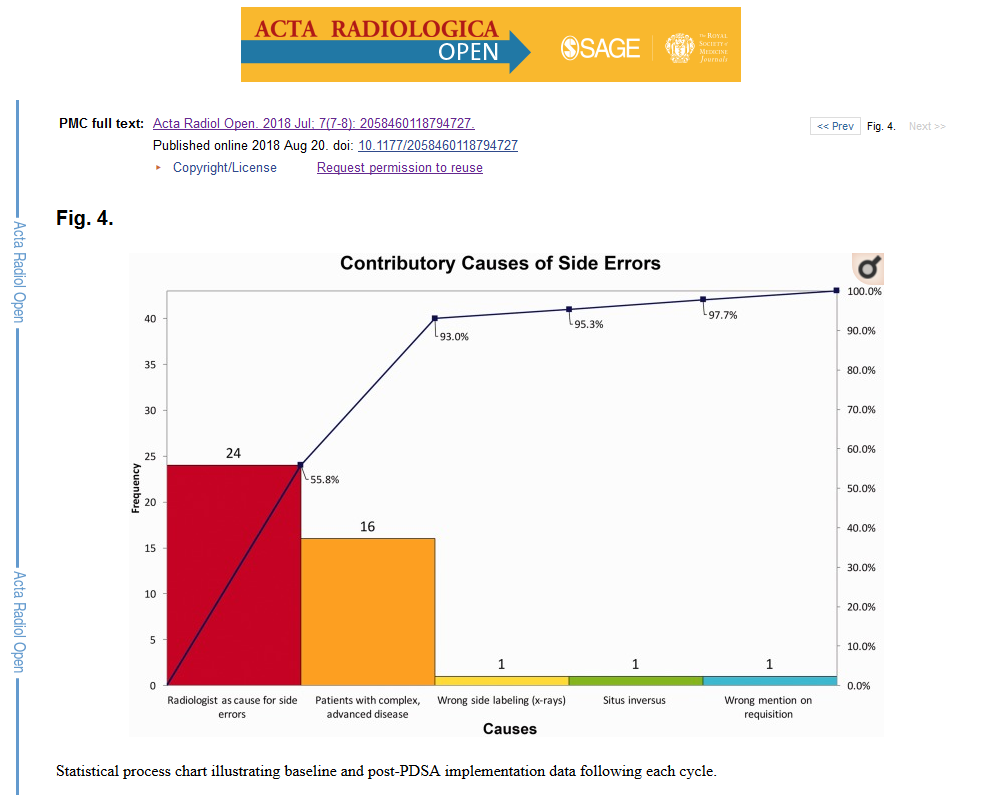 ACTA RADIOLOGICA
OPEN
SAGE
The ROYAL
SOCIETY of
MEDICINE
Journals
PMC full text: Acta Radiol Open. 2018 Jul; 7(7-8): 2058460118794727.
Published online 2018 Aug 20. doi: 10.1177/2058460118794727
Copyright/License Request permission to reuse
<< Prev Fig. 4. Next >>
Acta Radiol Open
Acta Radiol Open
Fig. 4.
Contributory Causes of Side Errors
Frequency
40
35
30
25
20
15
10
5
0
24
16
1
1
1
55.8%
93.0%
95.3%
97.7%
100.0%
90.0%
80.0%
70.0%
60.0%
50.0%
40.0%
30.0%
20.0%
10.0%
0.0%
Radiologist as cause for side
errors
Patients with complex,
advanced disease
Wrong side labeling (x-rays)
Situs inversus
Wrong mention on
requisition
Causes
Statistical process chart illustrating baseline and post-PDSA implementation data following each cycle.